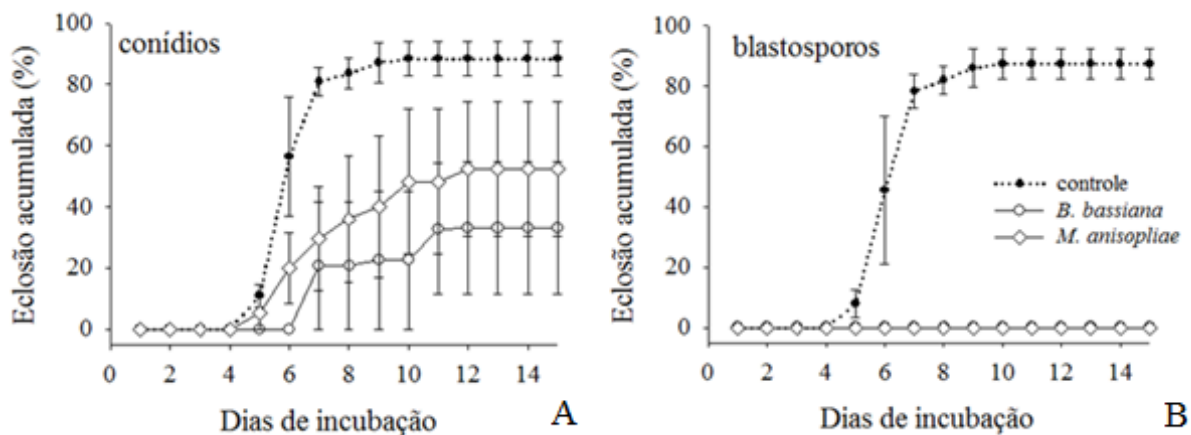 Eclosão acumulada (%)
100
80
60
40
20
0
conídios
0 2 4 6 8 10 12 14
Dias de incubação
A
Eclosão acumulada (%)
100
80
60
40
20
0
blastosporos
controle
B. bassiana
M. anisopliae
0 2 4 6 8 10 12 14
Dias de incubação
B